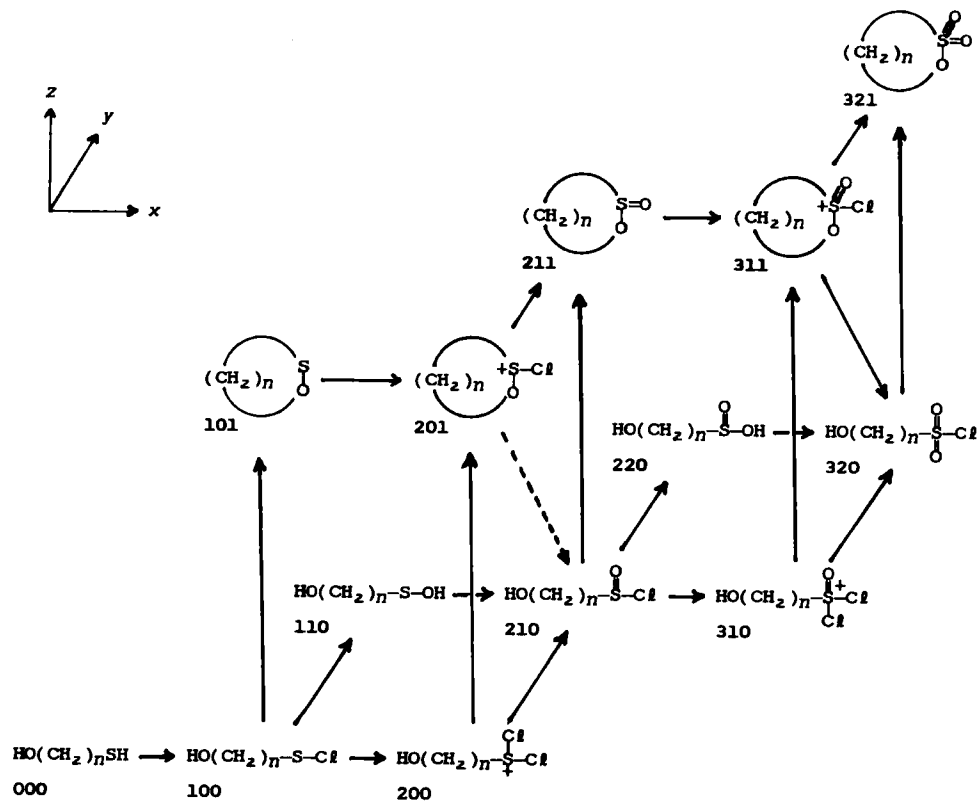 O
(CH₂)ₙ S=O
O
321
z
y
x
O
(CH₂)ₙ S=O
O
211
(CH₂)ₙ +S-Cl
O
311
(CH₂)ₙ S
O
101
(CH₂)ₙ +S-Cl
O
201
O
HO(CH₂)ₙ-S-OH
220
O
HO(CH₂)ₙ-S-Cl
O
320
HO(CH₂)ₙ-S-OH
110
O
HO(CH₂)ₙ-S-Cl
210
O
HO(CH₂)ₙ-S-Cl
+
Cl
310
HO(CH₂)ₙSH
000
HO(CH₂)ₙ-S-Cl
100
Cl
HO(CH₂)ₙ-S-Cl
+
200